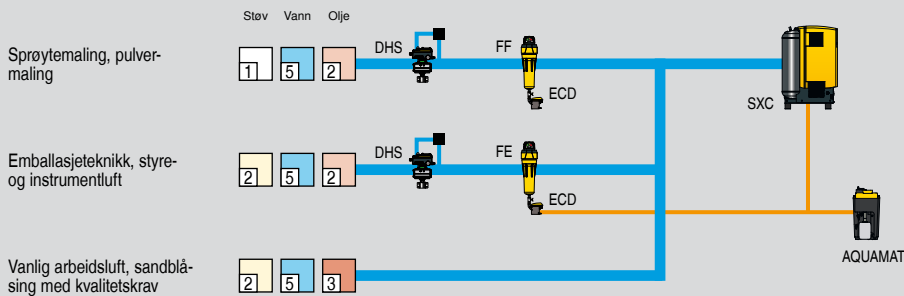 Støv Vann Olje
Sprøytemaling, pulver-
maling
1 5 2
DHS FF
ECD
SXC
Emballasjeteknikk, styre-
og instrumentluft
2 5 2
DHS FE
ECD
AQUAMAT
Vanlig arbeidsluft, sandblå-
sing med kvalitetskrav
2 5 3